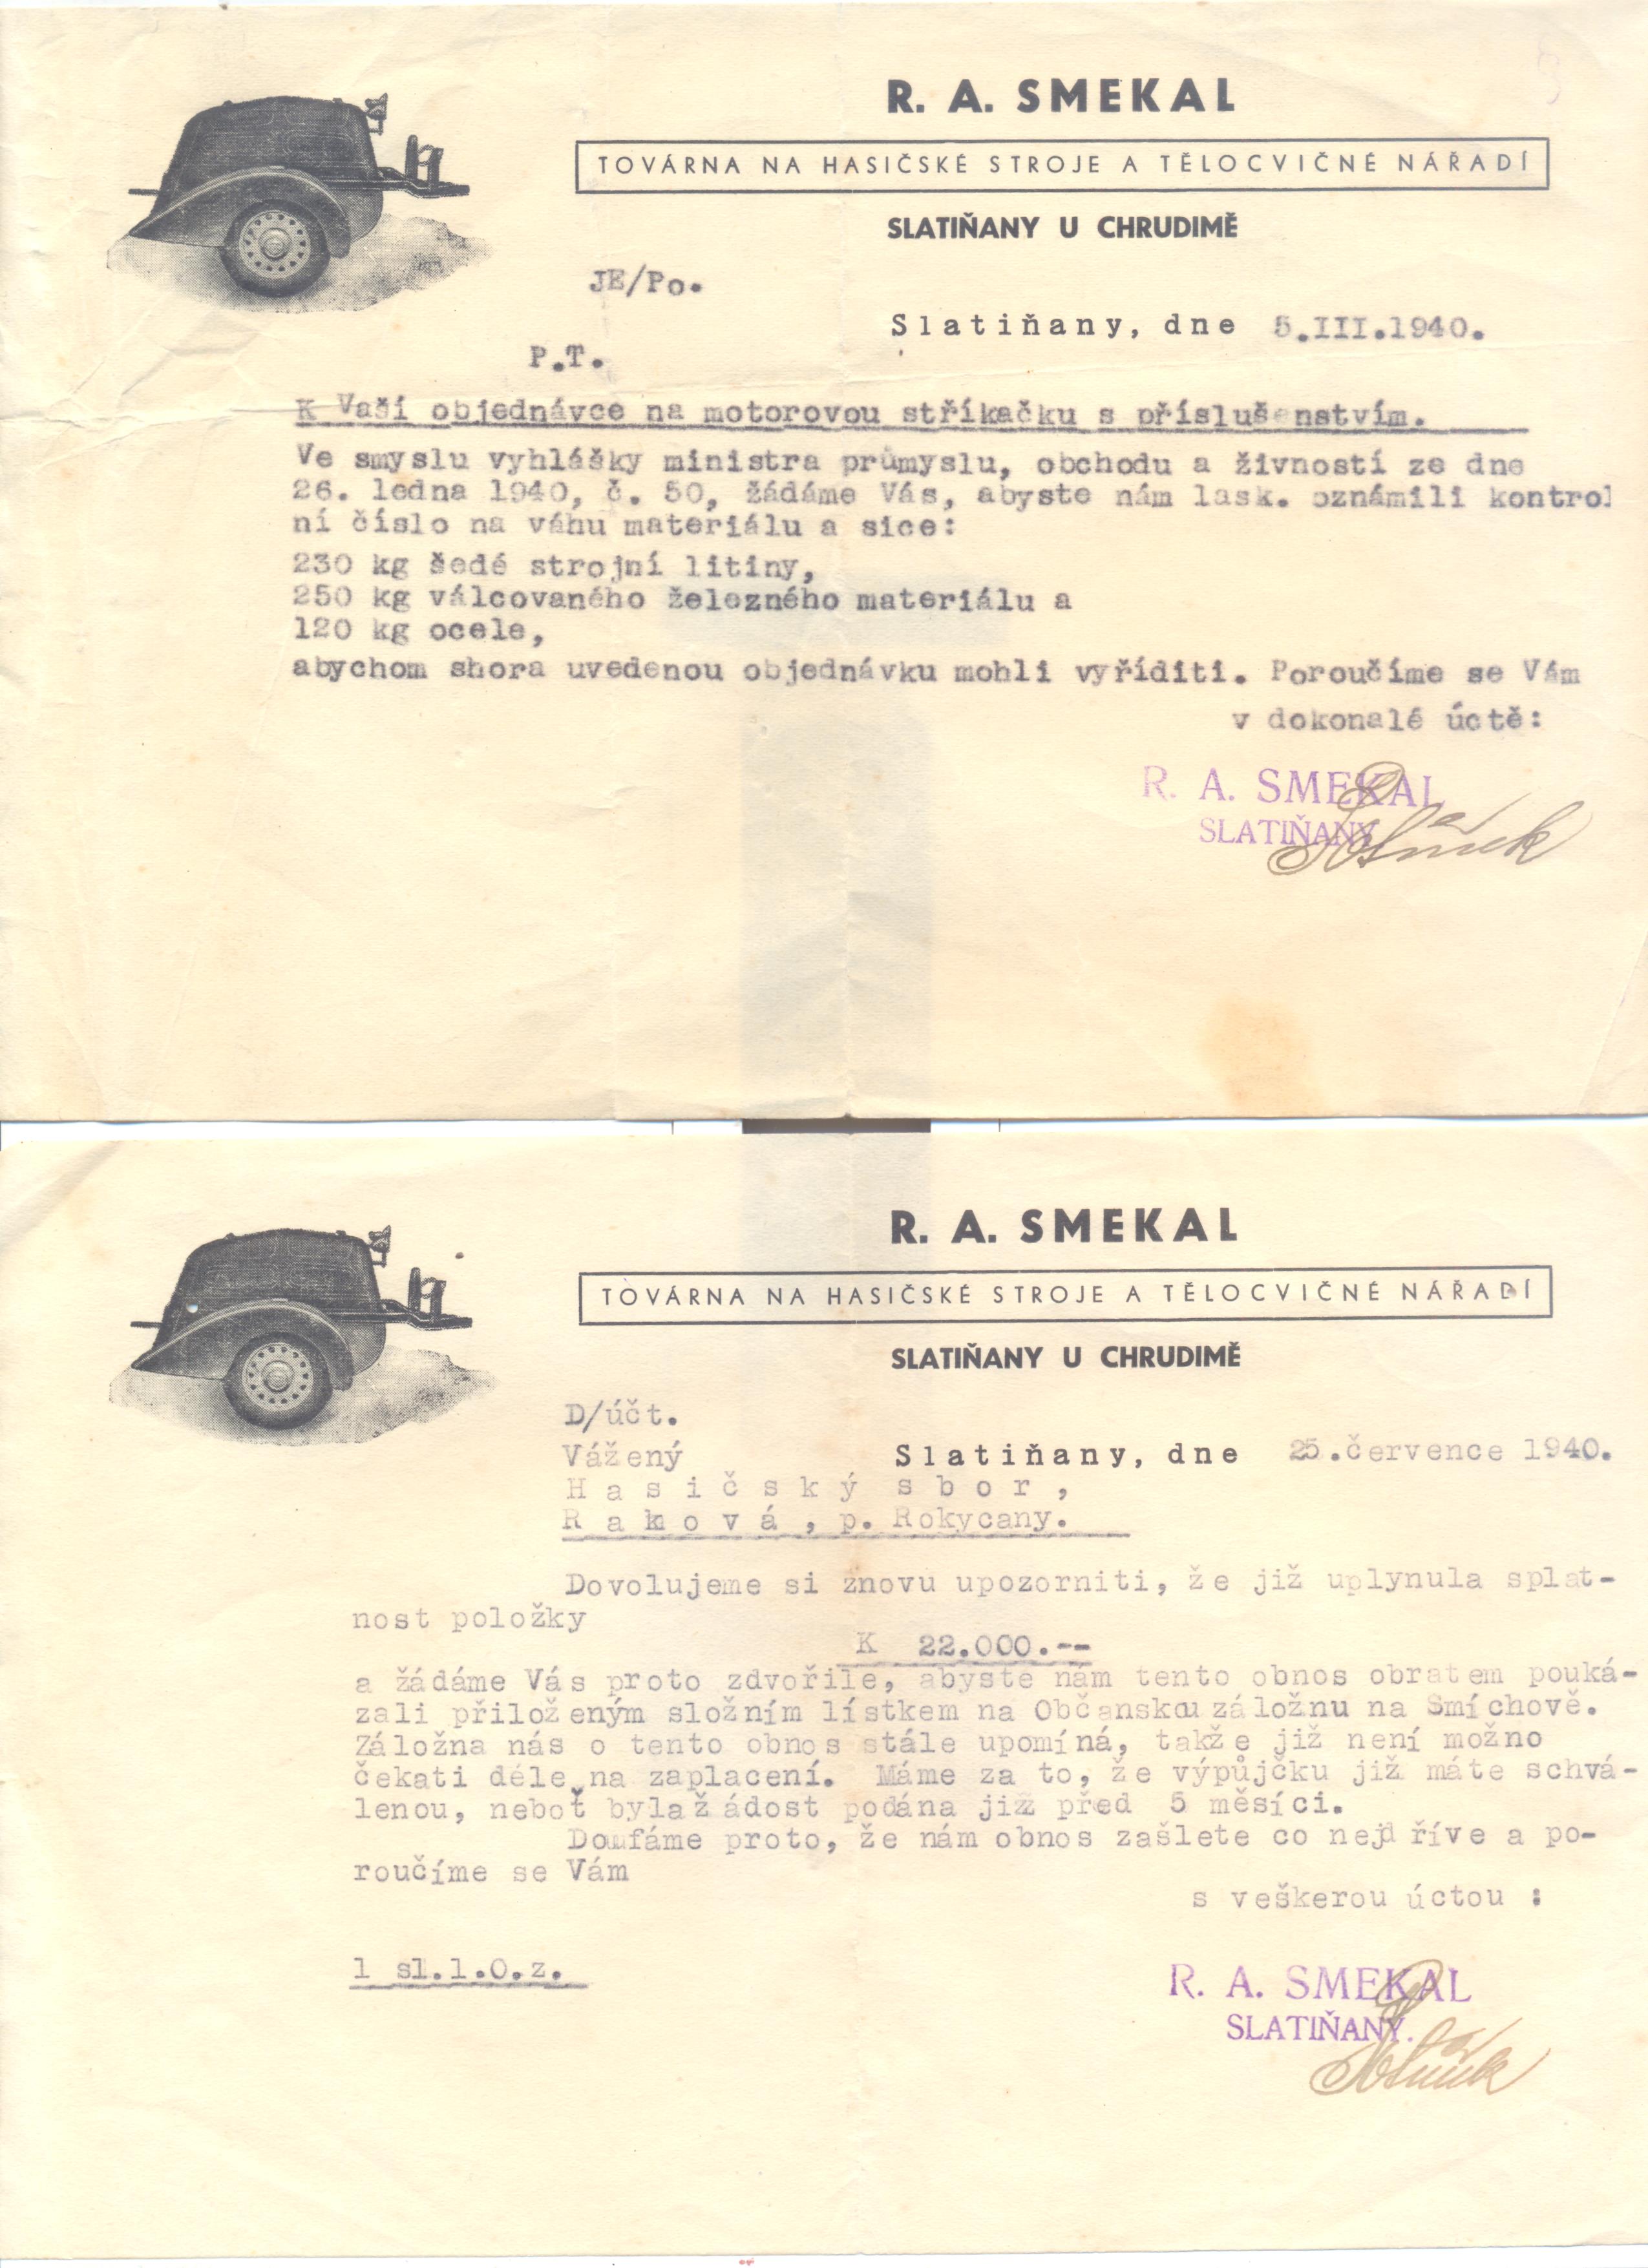 R. A. SMEKAL
TOVÁRNA NA HASIČSKÉ STROJE A TĚLOCVIČNÉ NÁŘADÍ
SLATIŇANY U CHRUDIMĚ
JE/Po.
Slatiňany, dne 5.III.1940.
P.T.
K Vaší objednávce na motorovou stříkačku s příslušenstvím.
Ve smyslu vyhlášky ministra průmyslu, obchodu a živností ze dne
26. ledna 1940, č. 50, žádáme Vás, abyste nám lask. oznámili kontrol
ní číslo na váhu materiálu a sice:
230 kg šedé strojní litiny,
250 kg válcovaného železného materiálu a
120 kg ocele,
abychom shora uvedenou objednávku mohli vyříditi. Poroučíme se Vám
v dokonalé úctě:
R. A. SMEKAL
SLATIŇANY
R. A. SMEKAL
TOVÁRNA NA HASIČSKÉ STROJE A TĚLOCVIČNÉ NÁŘADÍ
SLATIŇANY U CHRUDIMĚ
D/účt.
Vážený
Slatiňany, dne 25.července 1940.
Hasičský sbor,
Raková, p. Rokycany.
Dovolujeme si znovu upozorniti, že již uplynula splat-
nost položky
K 22.000.--
a žádáme Vás proto zdvořile, abyste nám tento obnos obratem pouká-
zali přiloženým složním lístkem na Občanskou záložnu na Smíchově.
Záložna nás o tento obnos stále upomíná, takže již není možno
čekati déle na zaplacení. Máme za to, že výpůjčku již máte schvá-
lenou, neboť byla žádost podána již před 5 měsíci.
Doufáme proto, že nám obnos zašlete co nejdříve a po-
roučíme se Vám
s veškerou úctou :
1 sl.l.O.z.
R. A. SMEKAL
SLATIŇANY.